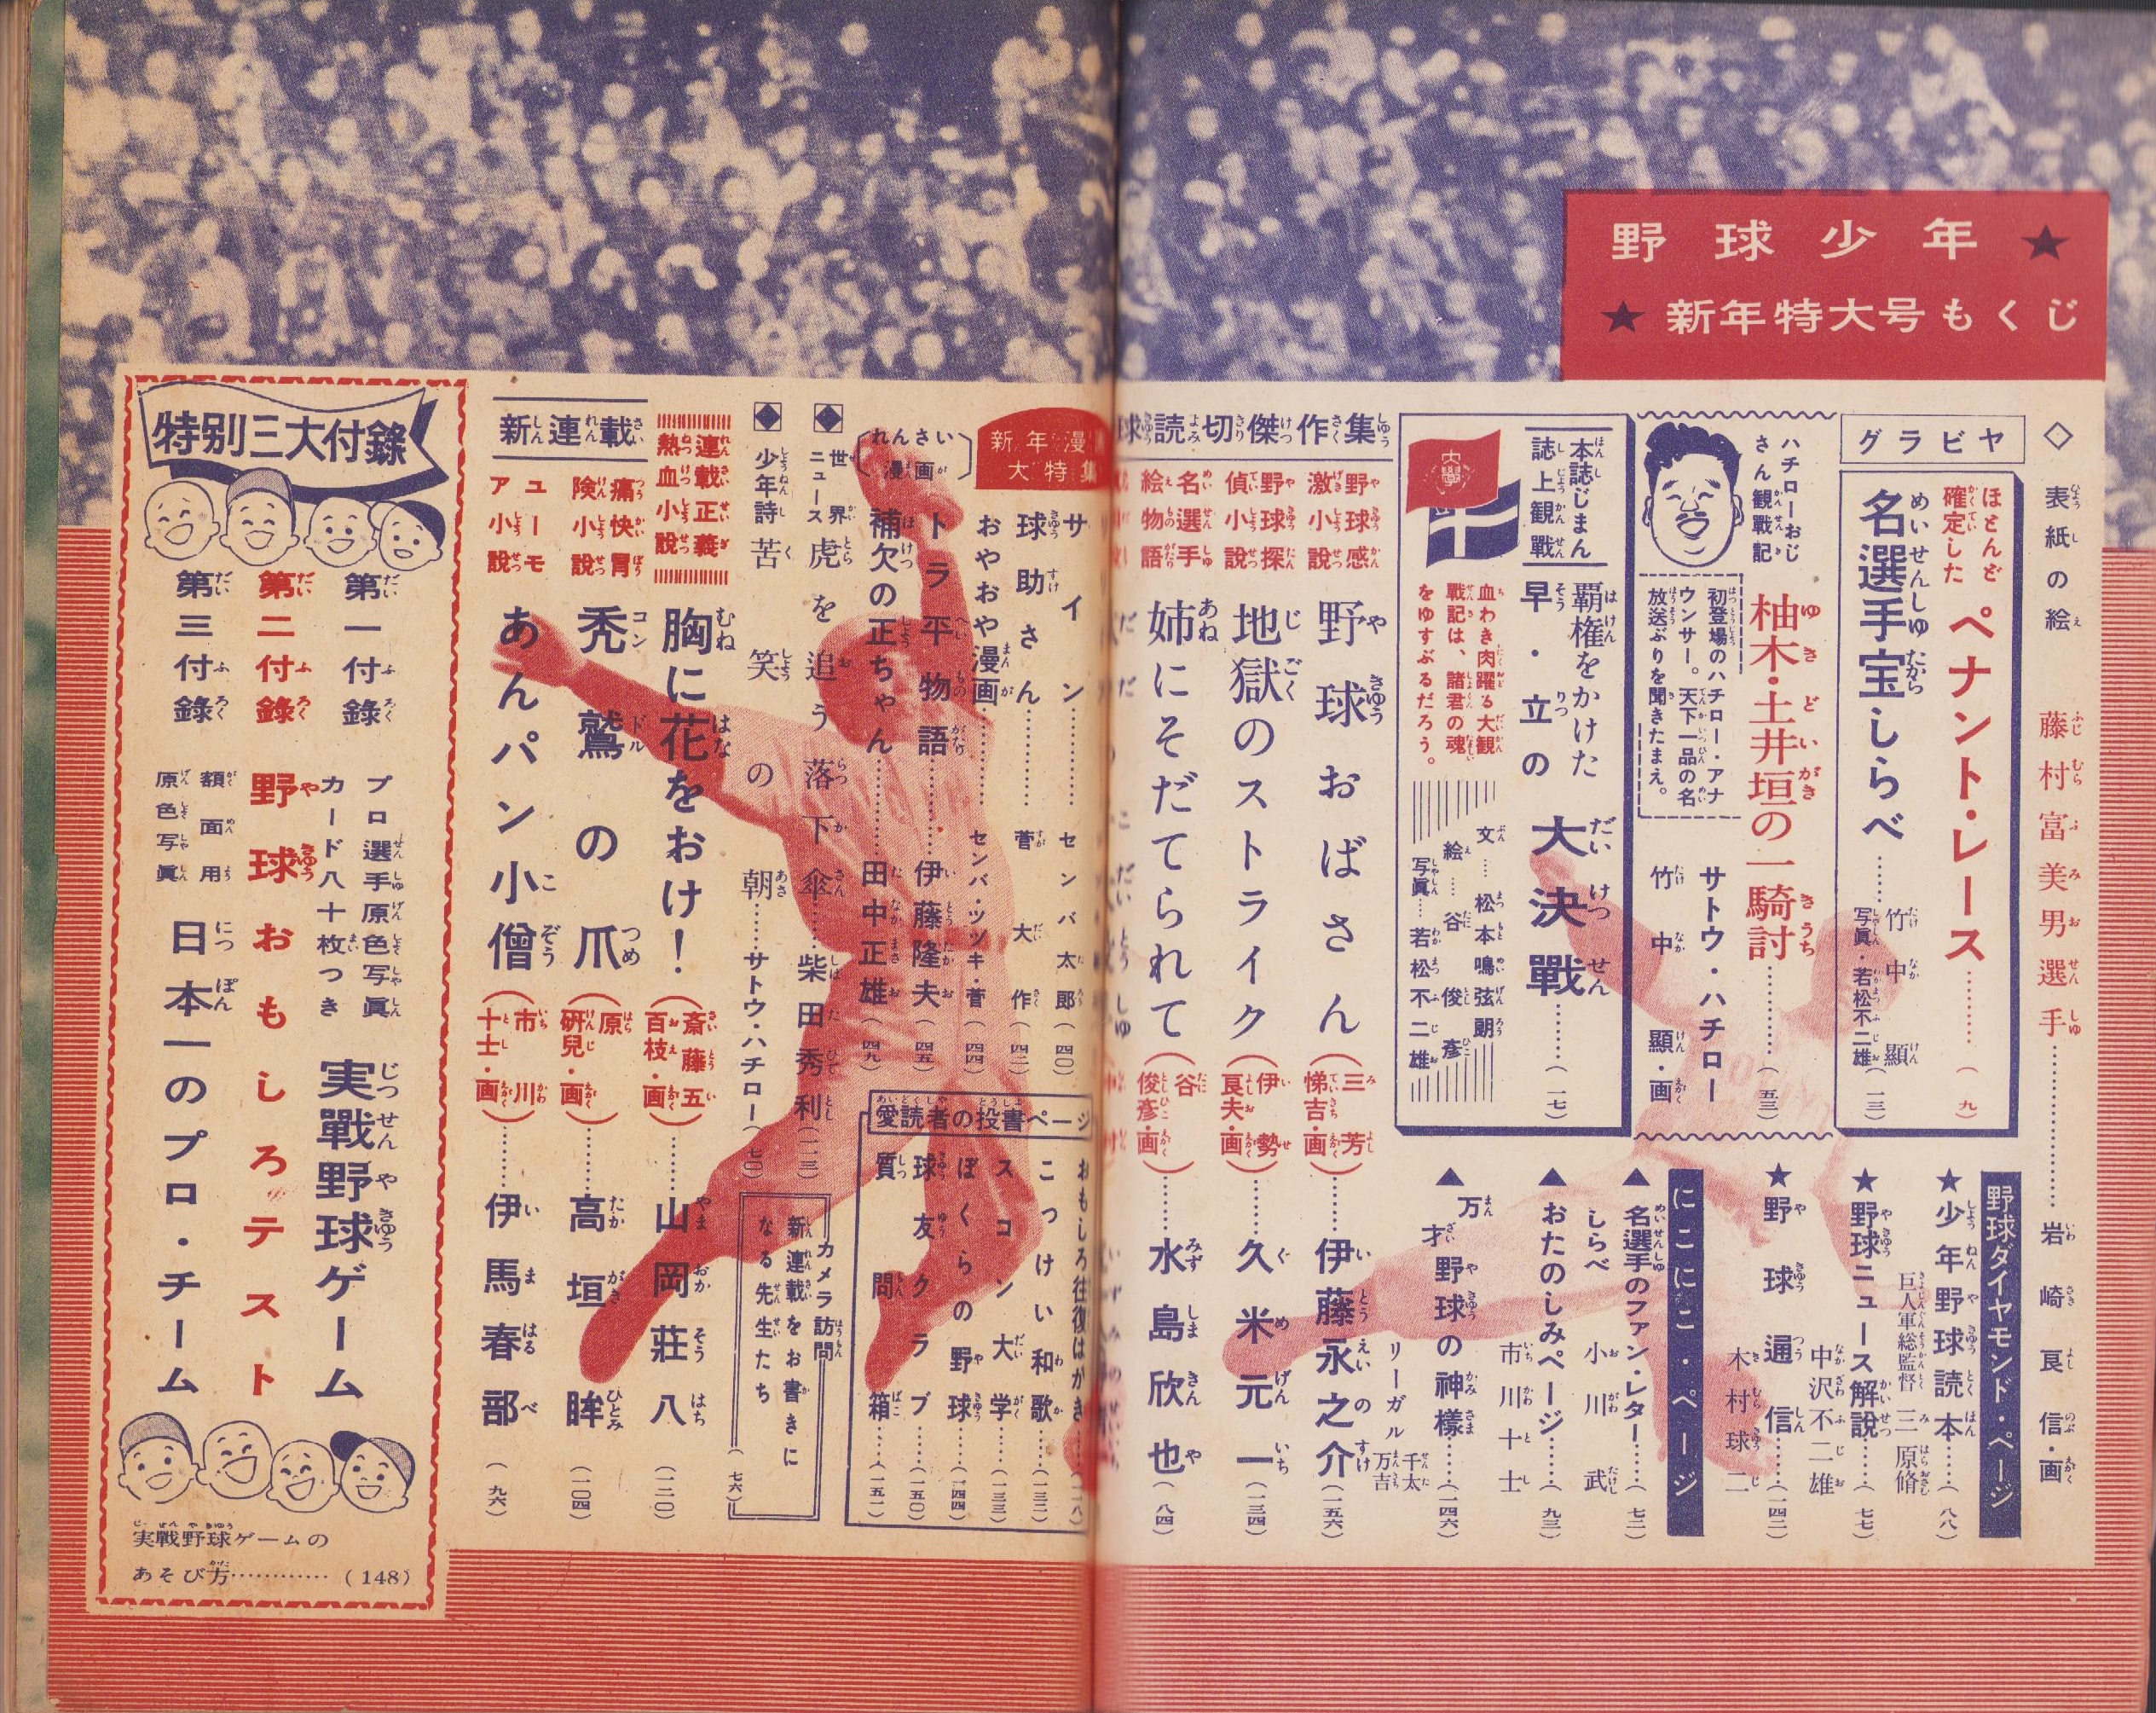 野球少年★
★新年特大号もくじ
◇表紙の絵 藤村富美男選手…………岩崎良信・画
グラビヤ
ほとんど確定した
ペナント・レース………(九)
名選手宝しらべ……竹中顯
写眞・若松不二雄(一三)
ハチローおじさん観戰記
柚木・土井垣の一騎討………(五三)
初登場のハチロー・アナ
ウンサー。天下一品の名
放送ぶりを聞きたまえ。
サトウ・ハチロー
竹中顯・画
本誌じまん
誌上観戰
覇権をかけた
早・立の
大決戰………(一七)
血わき肉躍る大観
戰記は、諸君の魂
をゆすぶるだろう。
文……松本鳴弦朗
絵……谷俊彦
写眞…若松不二雄
野球ダイヤモンド・ページ
★少年野球読本……(八八)
巨人軍総監督 三原脩
★野球ニュース解說……(七七)
中沢不二雄
★野球通信……(一四二)
木村球二
にこにこ・ページ
▲名選手のファン・レターしらべ……(七二)
小川武
▲おたのしみページ……(九三)
市川十士
▲万才 野球の神様……(一四六)
リーガル千太万吉
球読切傑作集
野球感激小說
野球おばさん
(三芳悌吉・画)……伊藤永之介(一五六)
野球探偵小說
地獄のストライク
(伊勢良夫・画)……久米元一(一三四)
名選手絵物語
姉にそだてられて
(谷俊彦・画)……水島欣也(八四)
新年漫
大特集
サイン…………センバ太郎(四〇)
球助さん…………菅大作(四二)
おやおや漫画…………センバ・ツヅキ・菅(四四)
れんさい漫画
トラ平物語…………伊藤隆夫(四五)
補欠の正ちゃん…………田中正雄(四九)
◆世界ニュース 虎を追う落下傘……柴田秀利(一二三)
◆少年詩 苦笑の朝……サトウ・ハチロー(七〇)
愛読者の投書ページ
おもしろ往復はがき
こつけい和歌……(一三二)
スコン大学……(一三三)
ぼくらの野球……(一四四)
球友クラブ……(一五〇)
質問箱……(一五一)
カメラ訪問
新連載をお書きになる先生たち
(七六)
連載正義
熱血小說
胸に花をおけ!
(斎藤五百枝・画)……山岡莊八(一二〇)
新連載
痛快冒険小說
禿鷲の爪
(原研兒・画)……高垣眸(一〇四)
ユーモア小說
あんパン小僧
(市川十士・画)……伊馬春部(九六)
特别三大付錄
第一付錄
プロ選手原色写眞
カード八十枚つき
実戰野球ゲーム
第二付錄
野球おもしろテスト
第三付錄
額面用
原色写眞
日本一のプロ・チーム
実戰野球ゲームの
あそび方…………(148)